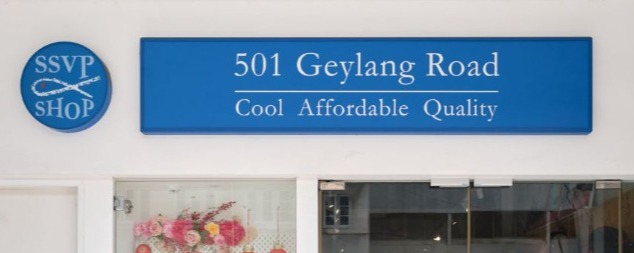 SSVP
SHOP
501 Geylang Road
Cool Affordable Quality